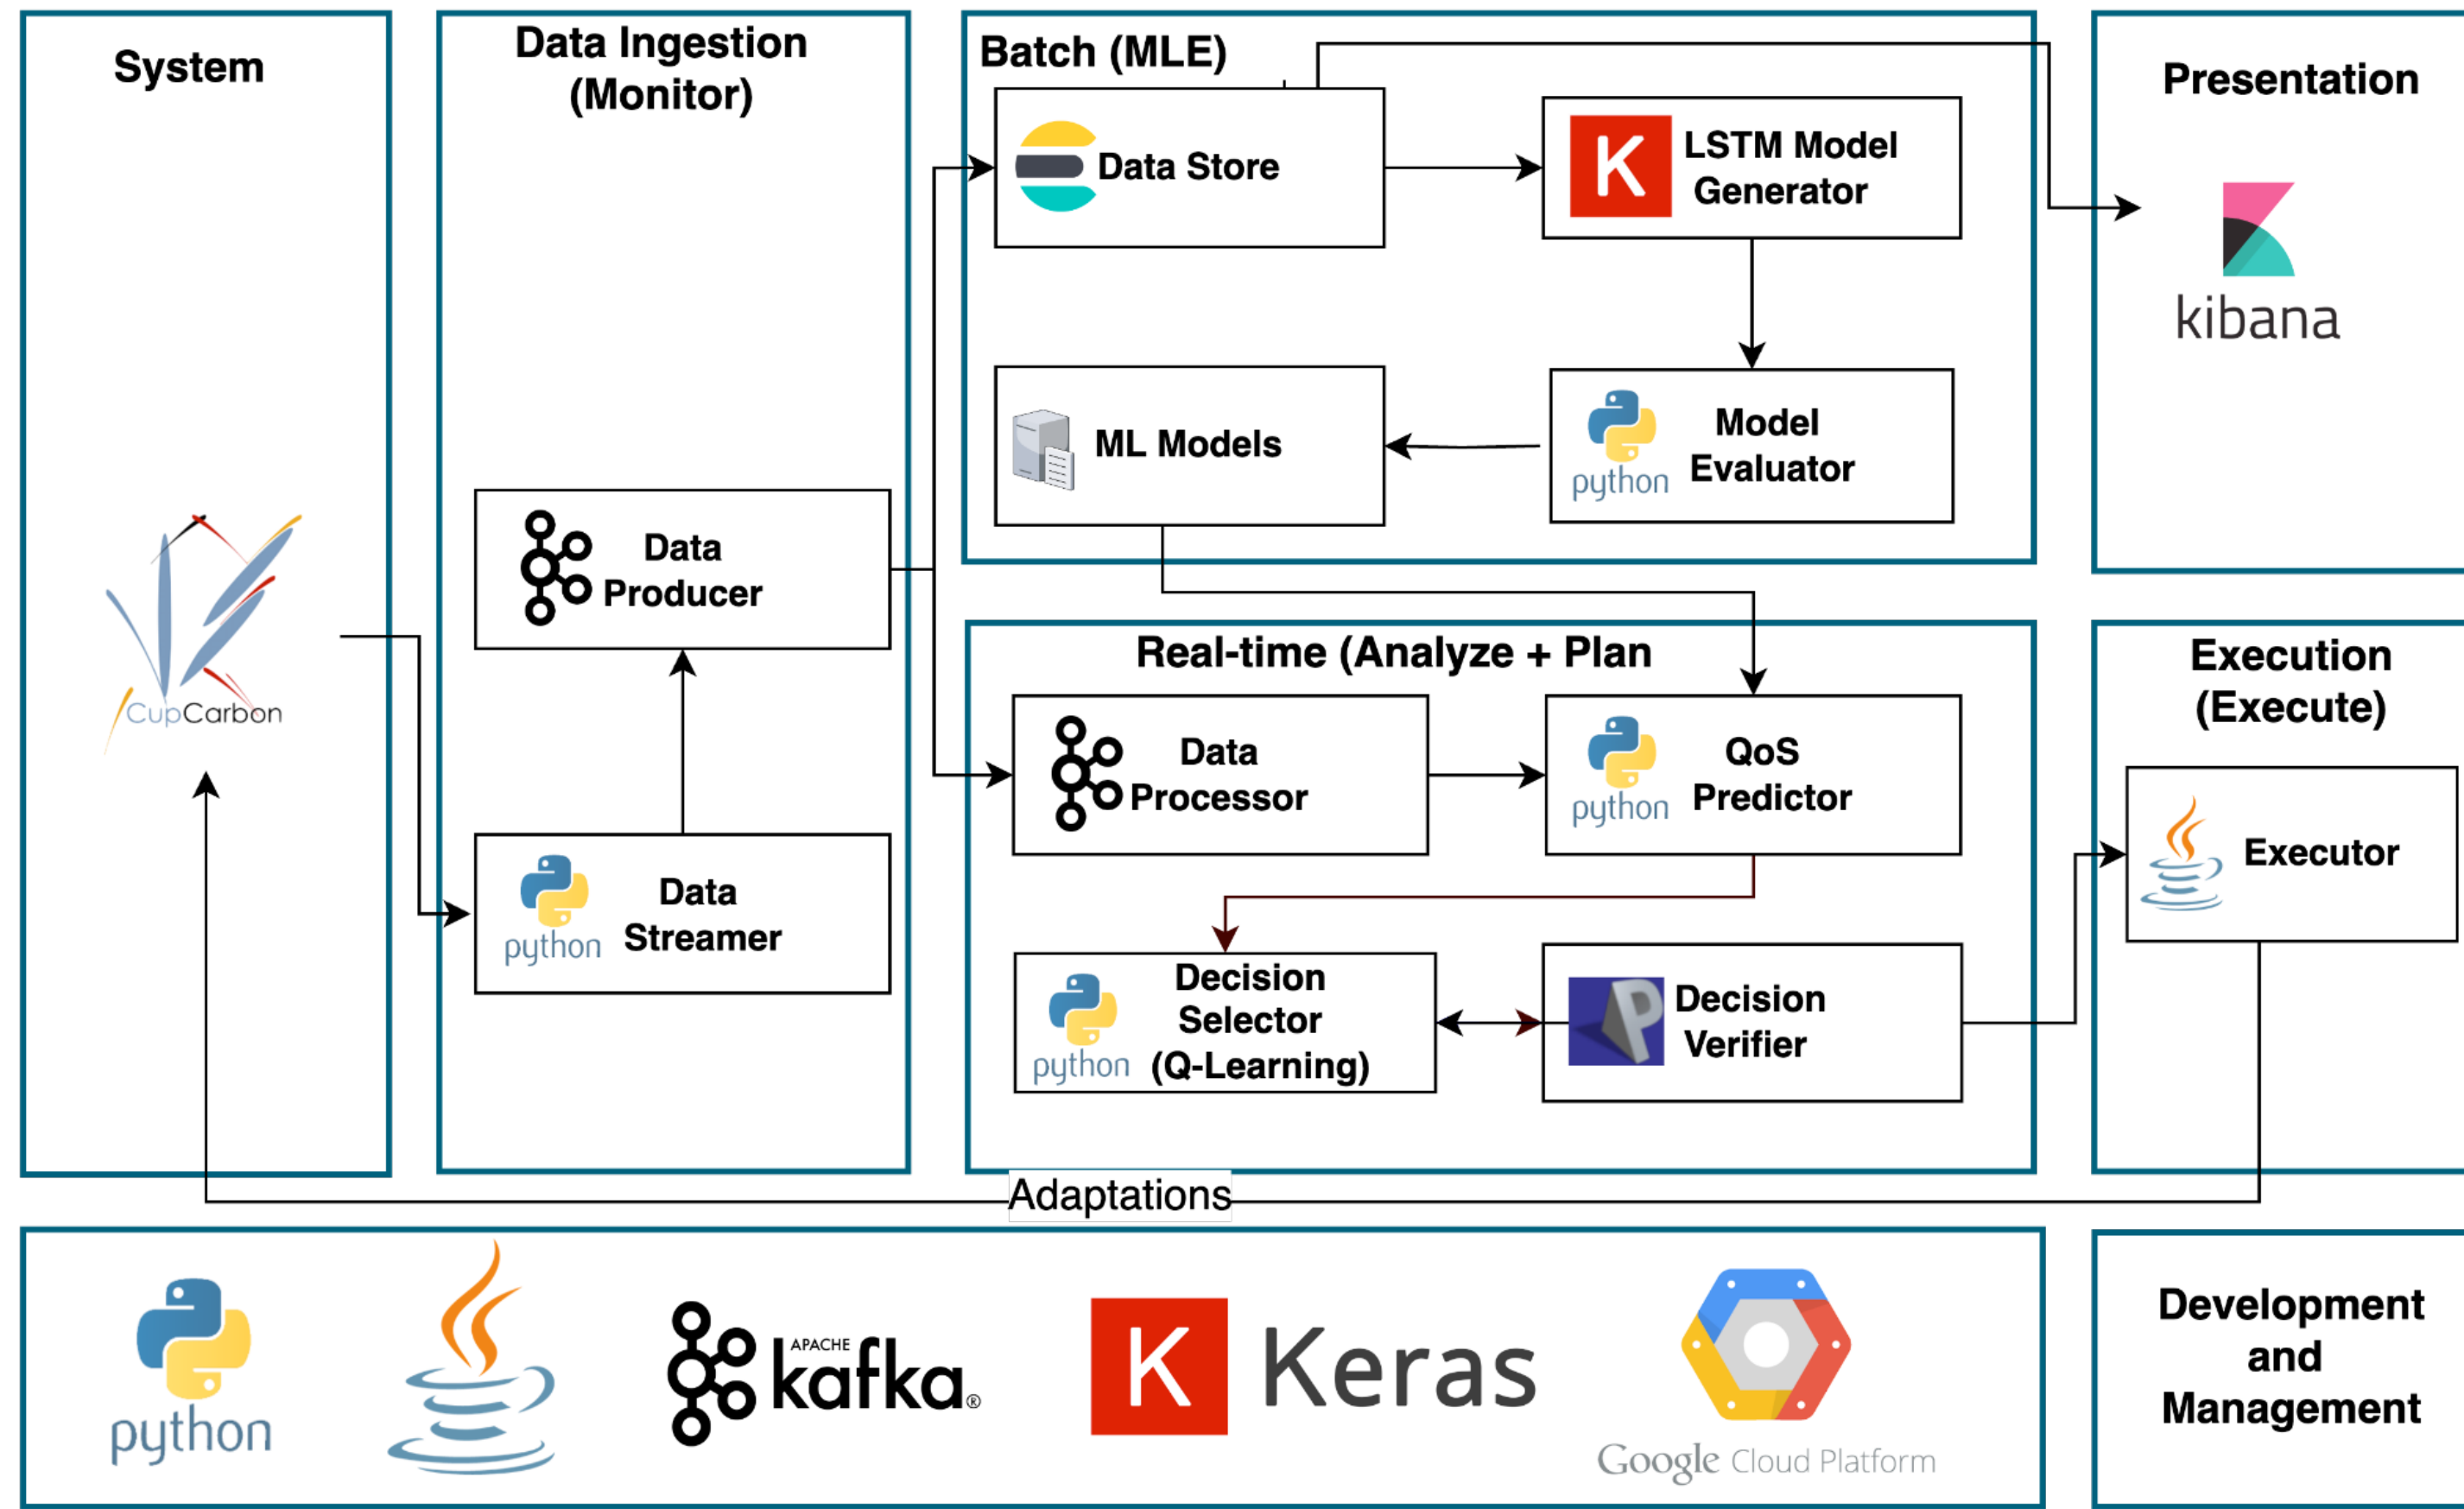 System
CupCarbon
Data Ingestion
(Monitor)
Data
Producer
python
Data
Streamer
Batch (MLE)
Data Store
K
LSTM Model
Generator
ML Models
python
Model
Evaluator
Presentation
kibana
Real-time (Analyze + Plan
Data
Processor
python
QoS
Predictor
python
Decision
Selector
(Q-Learning)
P
Decision
Verifier
Execution
(Execute)
Executor
Adaptations
python
APACHE
kafka®
K Keras
Google Cloud Platform
Development
and
Management